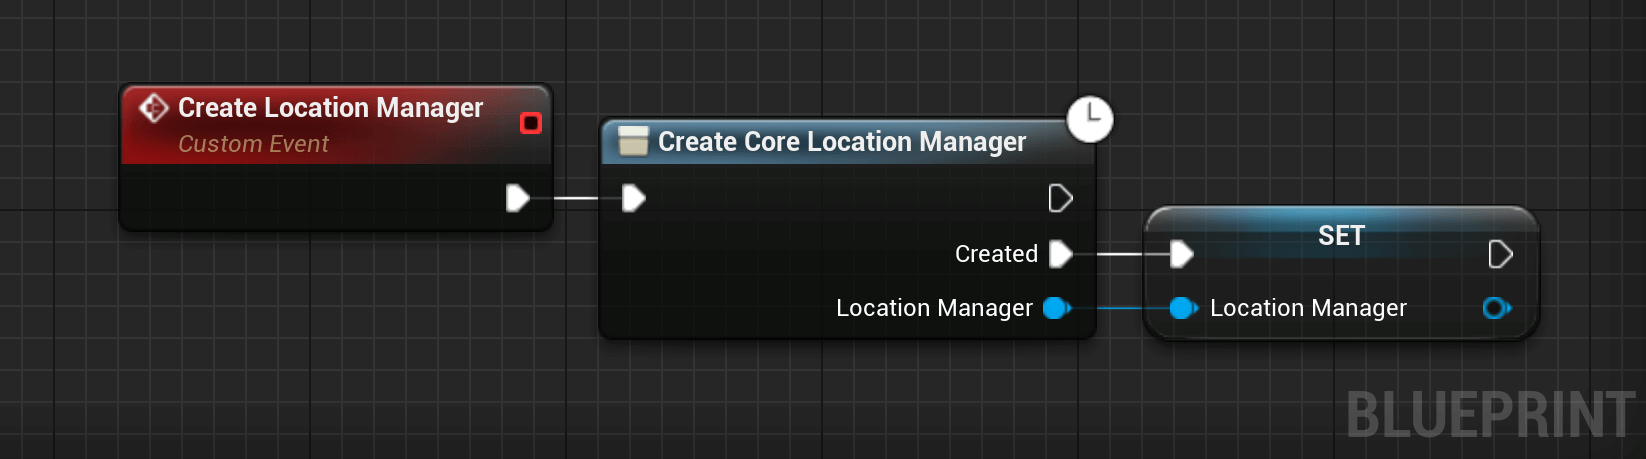 Create Location Manager
Custom Event
Create Core Location Manager
Created
Location Manager
SET
Location Manager
BLUEPRINT